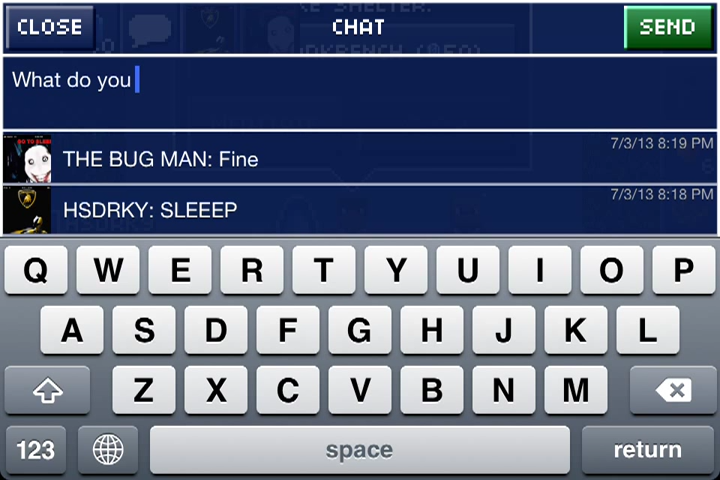 CLOSE
CHAT
SEND
What do you
7/3/13 8:19 PM
THE BUG MAN: Fine
7/3/13 8:18 PM
HSDRKY: SLEEEP
Q W E R T Y U I O P
A S D F G H J K L
Z X C V B N M
123 space return